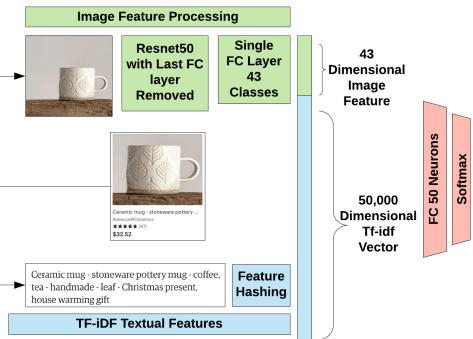 Image Feature Processing
Resnet50
with Last FC
layer
Removed
Single
FC Layer
43
Classes
43
Dimensional
Image
Feature
Ceramic mug - stoneware pottery ...
RebeccaWCeramics
★★★★★ (87)
$32.52
50,000
Dimensional
Tf-idf
Vector
FC 50 Neurons
Softmax
Ceramic mug - stoneware pottery mug - coffee,
tea - handmade - leaf - Christmas present,
house warming gift
Feature
Hashing
TF-iDF Textual Features